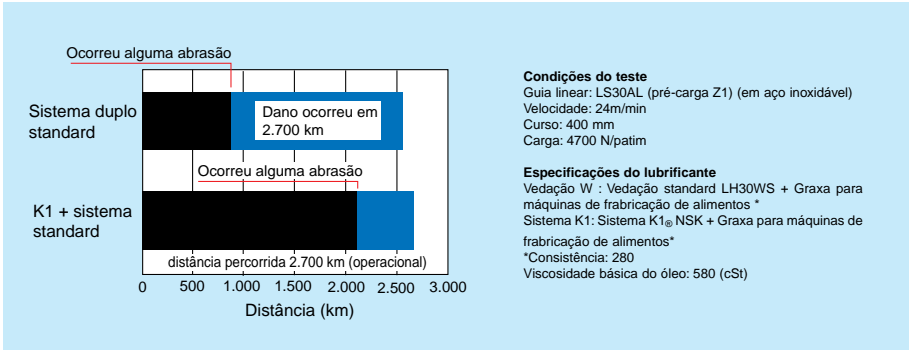 Ocorreu alguma abrasão
Sistema duplo
standard
Dano ocorreu em
2.700 km
Ocorreu alguma abrasão
K1 + sistema
standard
distância percorrida 2.700 km (operacional)
0 500 1.000 1.500 2.000 2.500 3.000
Distância (km)
Condições do teste
Guia linear: LS30AL (pré-carga Z1) (em aço inoxidável)
Velocidade: 24m/min
Curso: 400 mm
Carga: 4700 N/patim
Especificações do lubrificante
Vedação W : Vedação standard LH30WS + Graxa para
máquinas de frabricação de alimentos *
Sistema K1: Sistema K1® NSK + Graxa para máquinas de
frabricação de alimentos*
*Consistência: 280
Viscosidade básica do óleo: 580 (cSt)